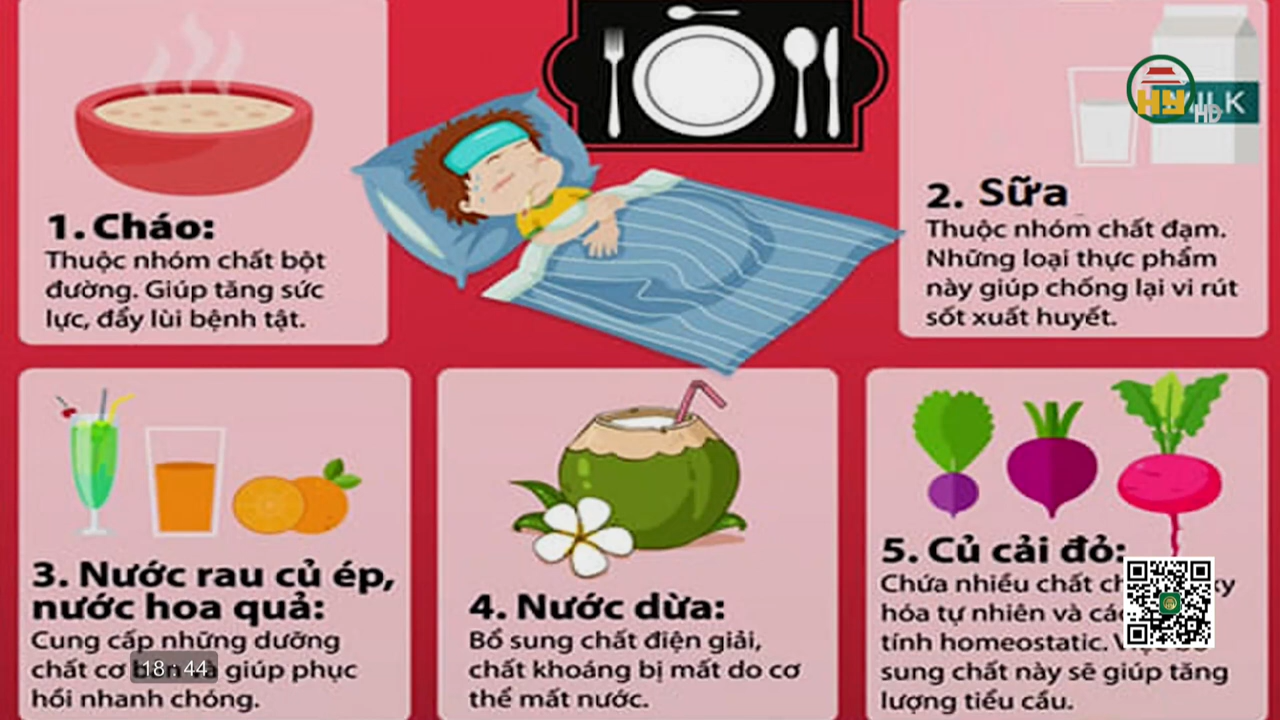 1. Cháo:
Thuộc nhóm chất bột
đường. Giúp tăng sức
lực, đẩy lùi bệnh tật.
MILK
HY
HD
2. Sữa
Thuộc nhóm chất đạm.
Những loại thực phẩm
này giúp chống lại vi rút
sốt xuất huyết.
3. Nước rau củ ép,
nước hoa quả:
Cung cấp những dưỡng
chất cơ giúp phục
hồi nhanh chóng.
18 : 44
4. Nước dừa:
Bổ sung chất điện giải,
chất khoáng bị mất do cơ
thể mất nước.
5. Củ cải đỏ:
Chứa nhiều chất
hóa tự nhiên và
tính homeostatic.
sung chất này sẽ giúp tăng
lượng tiểu cầu.